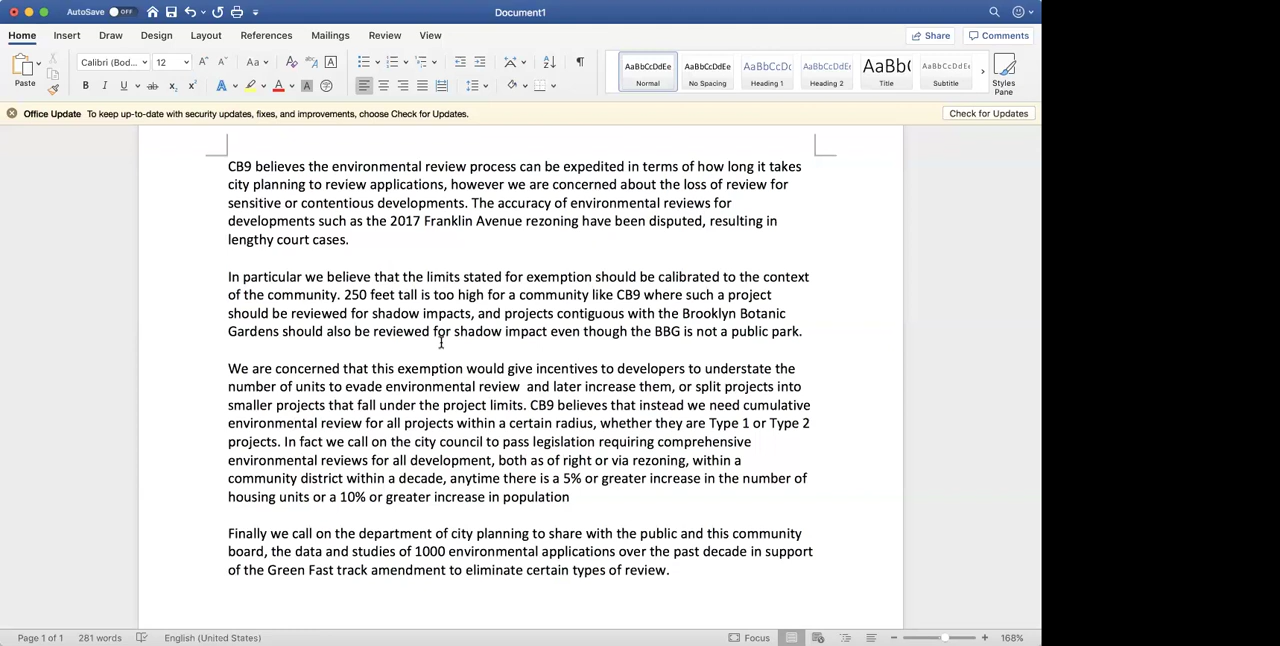 AutoSave OFF Document1
Home Insert Draw Design Layout References Mailings Review View Share Comments
Paste Calibri (Bod... 12 Aa AaBbCcDdEe AaBbCcDdEe AaBbCcDdE AaBbCcDdEe AaBb( AaBbCcDdEe
B I U ab x₂ x² A A A Normal No Spacing Heading 1 Heading 2 Title Subtitle Styles Pane
Office Update To keep up-to-date with security updates, fixes, and improvements, choose Check for Updates. Check for Updates
CB9 believes the environmental review process can be expedited in terms of how long it takes
city planning to review applications, however we are concerned about the loss of review for
sensitive or contentious developments. The accuracy of environmental reviews for
developments such as the 2017 Franklin Avenue rezoning have been disputed, resulting in
lengthy court cases.
In particular we believe that the limits stated for exemption should be calibrated to the context
of the community. 250 feet tall is too high for a community like CB9 where such a project
should be reviewed for shadow impacts, and projects contiguous with the Brooklyn Botanic
Gardens should also be reviewed for shadow impact even though the BBG is not a public park.
We are concerned that this exemption would give incentives to developers to understate the
number of units to evade environmental review  and later increase them, or split projects into
smaller projects that fall under the project limits. CB9 believes that instead we need cumulative
environmental review for all projects within a certain radius, whether they are Type 1 or Type 2
projects. In fact we call on the city council to pass legislation requiring comprehensive
environmental reviews for all development, both as of right or via rezoning, within a
community district within a decade, anytime there is a 5% or greater increase in the number of
housing units or a 10% or greater increase in population
Finally we call on the department of city planning to share with the public and this community
board, the data and studies of 1000 environmental applications over the past decade in support
of the Green Fast track amendment to eliminate certain types of review.
Page 1 of 1 281 words English (United States) Focus 168%